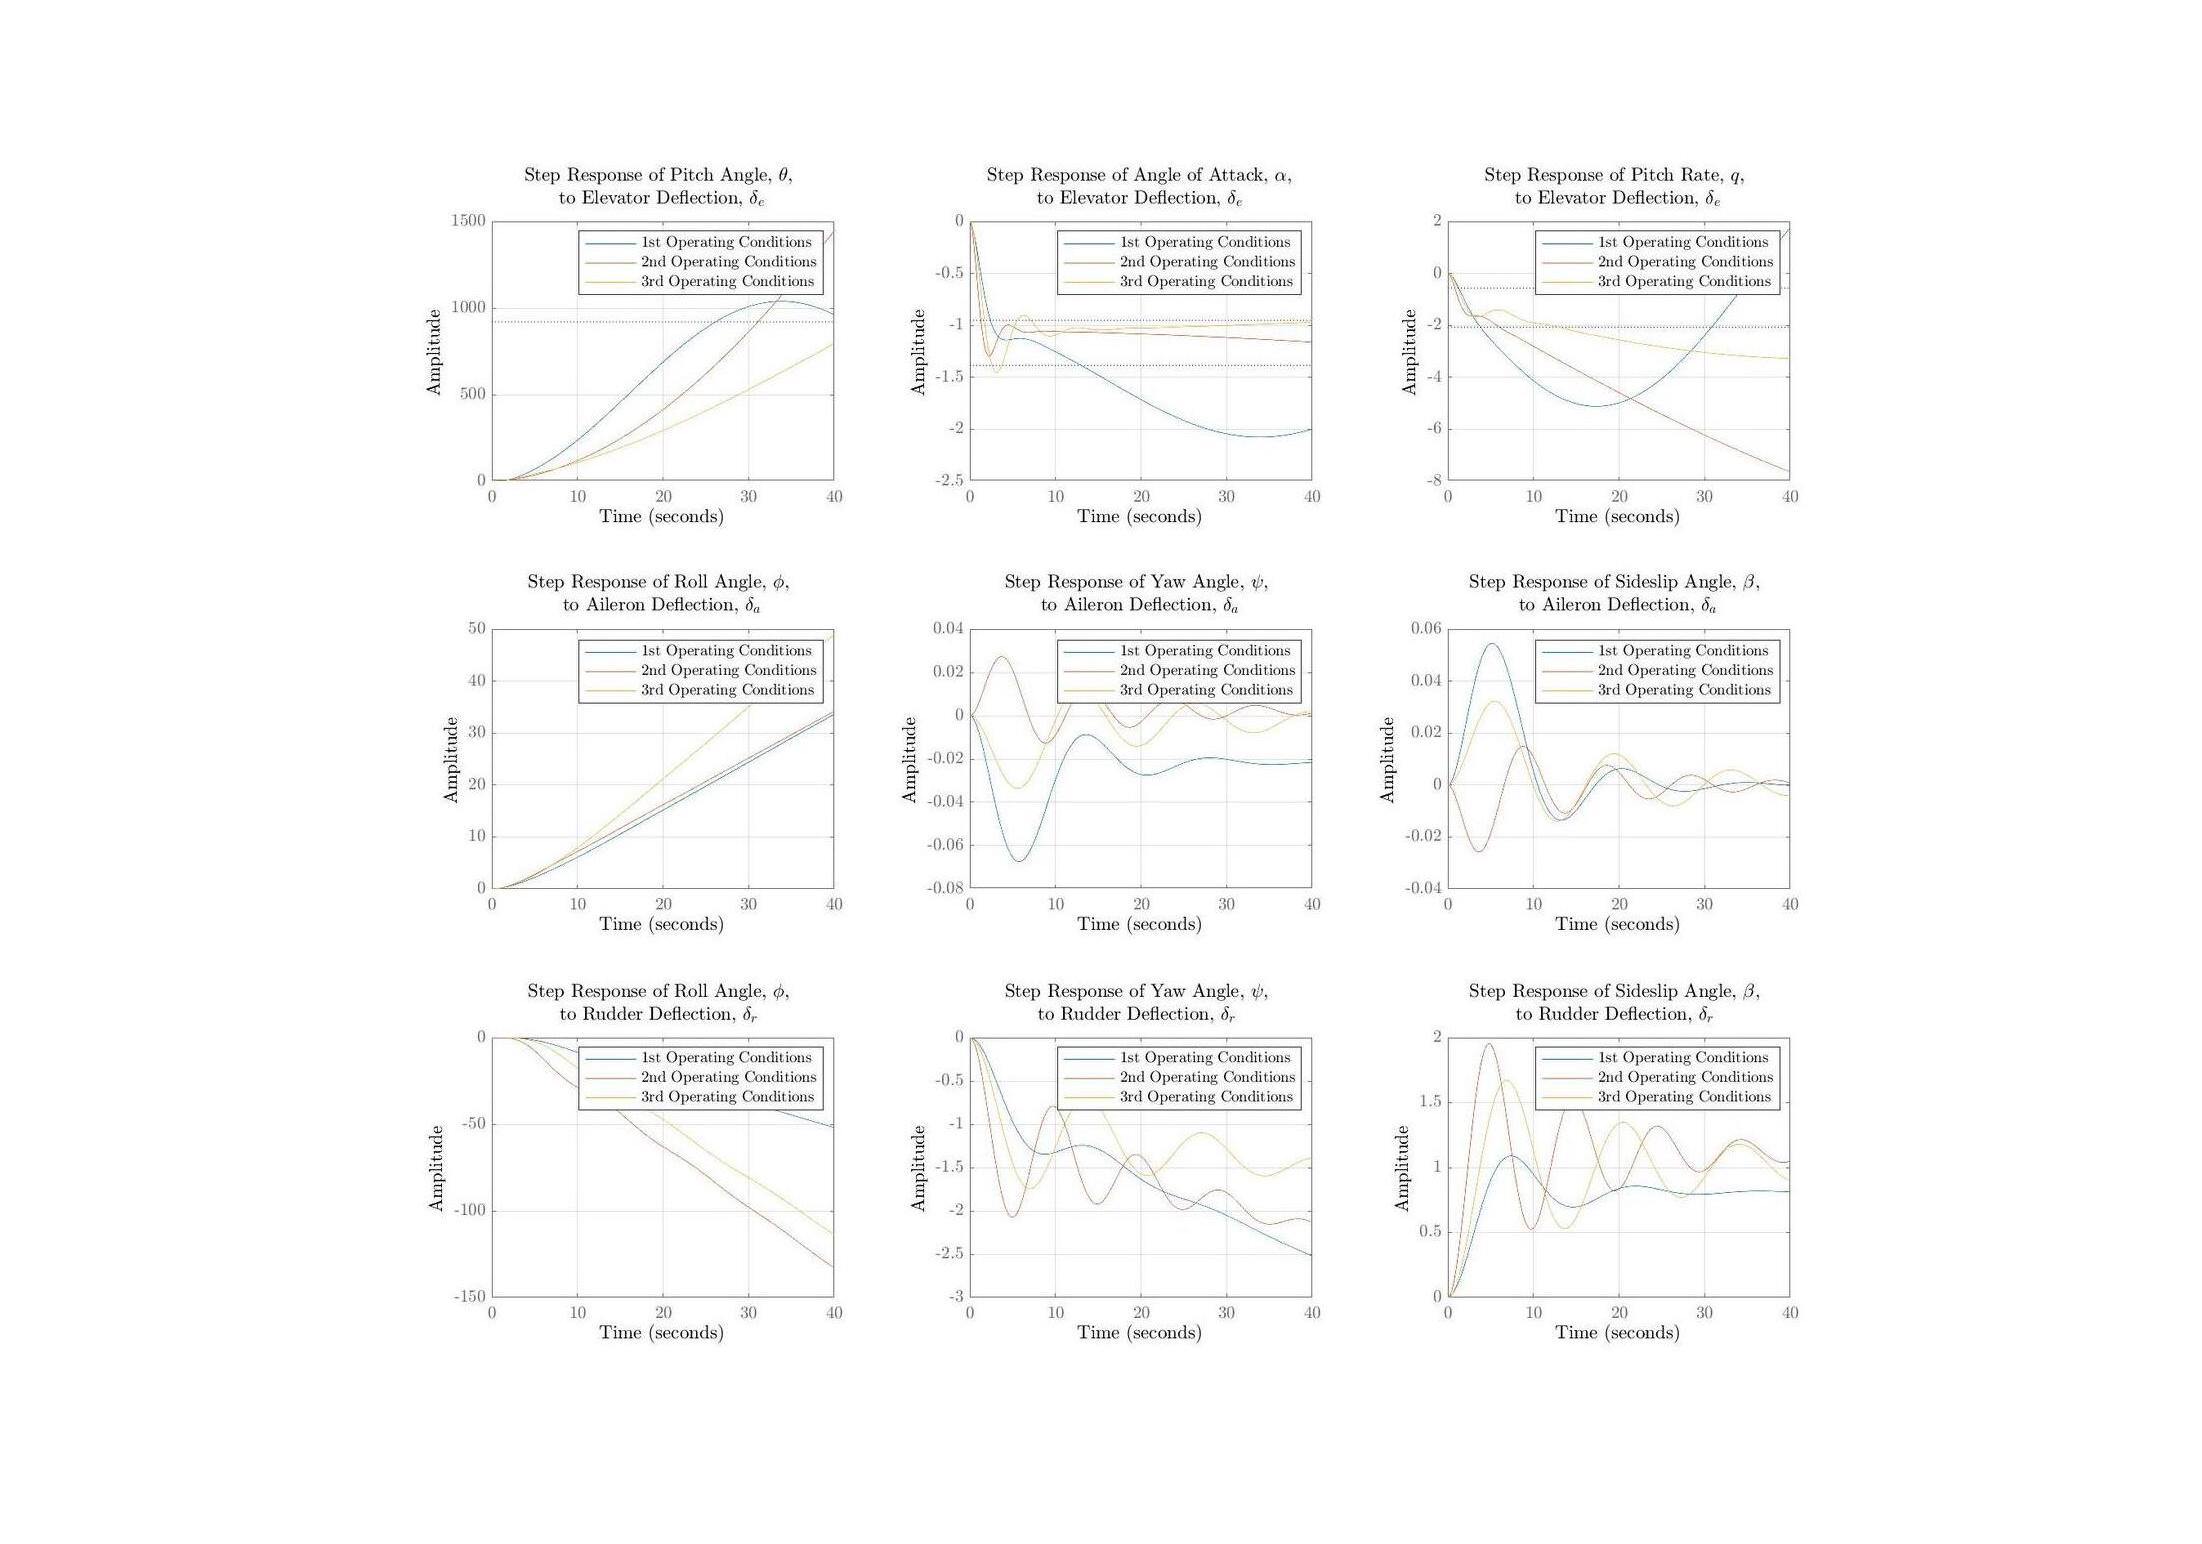 Step Response of Pitch Angle, θ,
to Elevator Deflection, δe
1500
1000
500
0
0 10 20 30 40
Amplitude
Time (seconds)
1st Operating Conditions
2nd Operating Conditions
3rd Operating Conditions
Step Response of Angle of Attack, α,
to Elevator Deflection, δe
0
-0.5
-1
-1.5
-2
-2.5
0 10 20 30 40
Amplitude
Time (seconds)
1st Operating Conditions
2nd Operating Conditions
3rd Operating Conditions
Step Response of Pitch Rate, q,
to Elevator Deflection, δe
2
0
-2
-4
-6
-8
0 10 20 30 40
Amplitude
Time (seconds)
1st Operating Conditions
2nd Operating Conditions
3rd Operating Conditions
Step Response of Roll Angle, ϕ,
to Aileron Deflection, δa
50
40
30
20
10
0
0 10 20 30 40
Amplitude
Time (seconds)
1st Operating Conditions
2nd Operating Conditions
3rd Operating Conditions
Step Response of Yaw Angle, ψ,
to Aileron Deflection, δa
0.04
0.02
0
-0.02
-0.04
-0.06
-0.08
0 10 20 30 40
Amplitude
Time (seconds)
1st Operating Conditions
2nd Operating Conditions
3rd Operating Conditions
Step Response of Sideslip Angle, β,
to Aileron Deflection, δa
0.06
0.04
0.02
0
-0.02
-0.04
0 10 20 30 40
Amplitude
Time (seconds)
1st Operating Conditions
2nd Operating Conditions
3rd Operating Conditions
Step Response of Roll Angle, ϕ,
to Rudder Deflection, δr
0
-50
-100
-150
0 10 20 30 40
Amplitude
Time (seconds)
1st Operating Conditions
2nd Operating Conditions
3rd Operating Conditions
Step Response of Yaw Angle, ψ,
to Rudder Deflection, δr
0
-0.5
-1
-1.5
-2
-2.5
-3
0 10 20 30 40
Amplitude
Time (seconds)
1st Operating Conditions
2nd Operating Conditions
3rd Operating Conditions
Step Response of Sideslip Angle, β,
to Rudder Deflection, δr
2
1.5
1
0.5
0
0 10 20 30 40
Amplitude
Time (seconds)
1st Operating Conditions
2nd Operating Conditions
3rd Operating Conditions